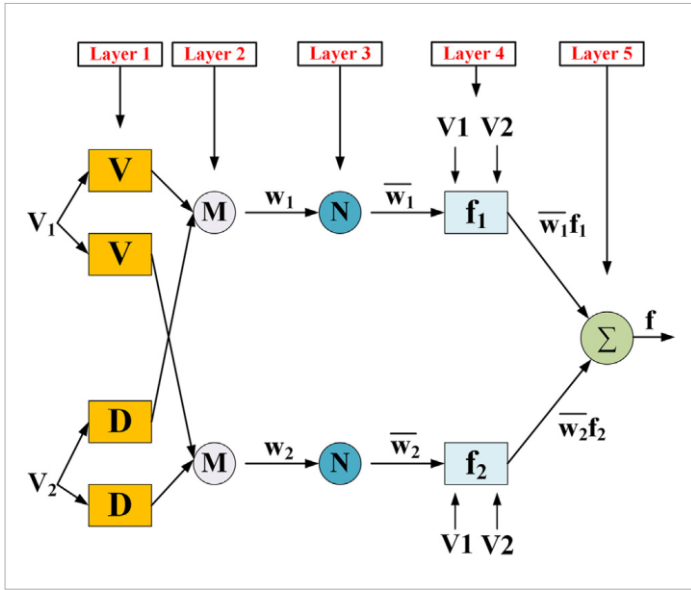 Layer 1 Layer 2 Layer 3 Layer 4 Layer 5
V1 V2
V
M w₁ N w̅₁ f₁ w̅₁f₁
V₁
V
∑ f
D
V₂
M w₂ N w̅₂ f₂ w̅₂f₂
D
V1 V2